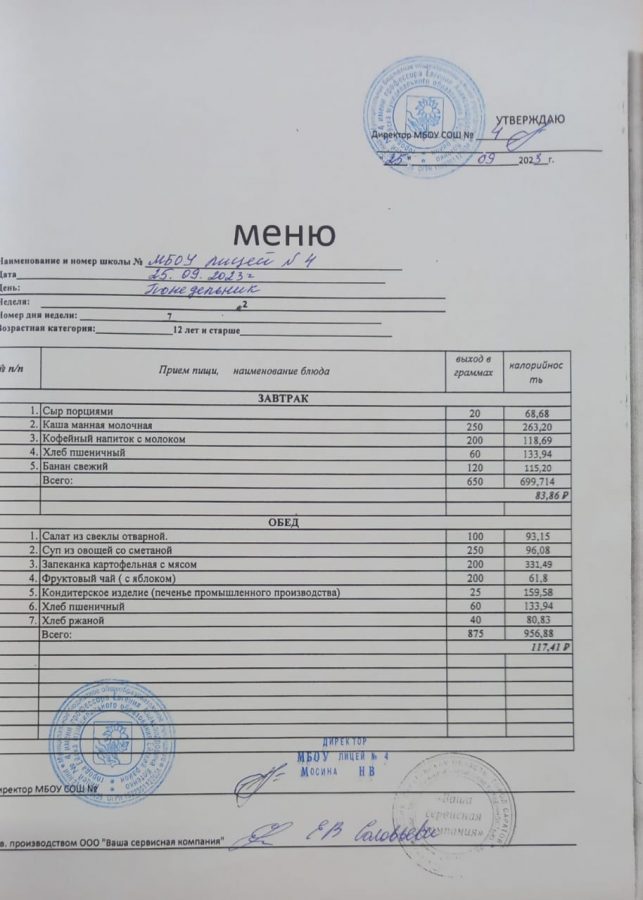 УТВЕРЖДАЮ
Директор МБОУ СОШ № 4
25 09 2023 г.
меню
Наименование и номер школы № МБОУ лицей № 4
Дата 25. 09. 2023 г
День: Понедельник
Неделя: 2
Номер дня недели: 7
Возрастная категория: 12 лет и старше
№ п/п Прием пищи, наименование блюда выход в граммах калорийнос ть
ЗАВТРАК
1. Сыр порциями 20 68,68
2. Каша манная молочная 250 263,20
3. Кофейный напиток с молоком 200 118,69
4. Хлеб пшеничный 60 133,94
5. Банан свежий 120 115,20
Всего: 650 699,714
83,86 ₽
ОБЕД
1. Салат из свеклы отварной. 100 93,15
2. Суп из овощей со сметаной 250 96,08
3. Запеканка картофельная с мясом 200 331,49
4. Фруктовый чай ( с яблоком) 200 61,8
5. Кондитерское изделие (печенье промышленного производства) 25 159,58
6. Хлеб пшеничный 60 133,94
7. Хлеб ржаной 40 80,83
Всего: 875 956,88
117,41 ₽
ДИРЕКТОР
МБОУ ЛИЦЕЙ № 4
МОСИНА НВ
иректор МБОУ СОШ №
в. производством ООО "Ваша сервисная компания" ЕВ Соловьева
«Ваша
сервисная
компания»